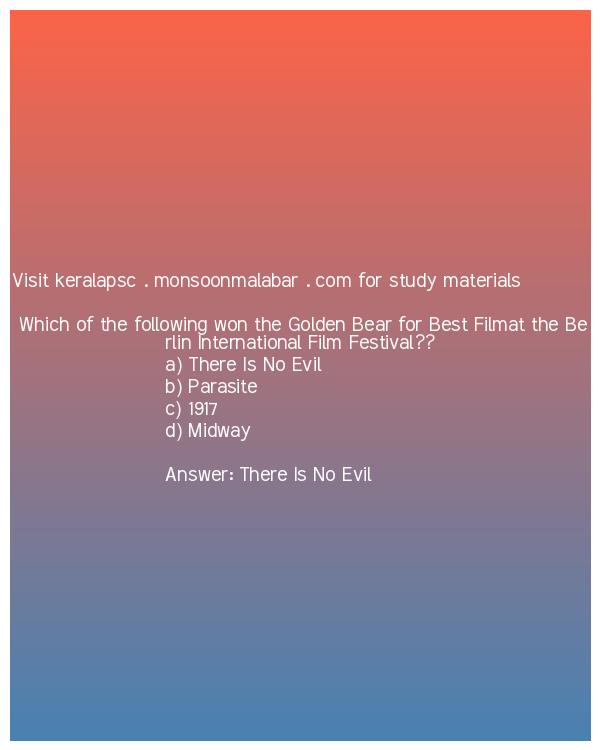 Visit keralapsc . monsoonmalabar . com for study materials
Which of the following won the Golden Bear for Best Filmat the Be
rlin International Film Festival??
a) There Is No Evil
b) Parasite
c) 1917
d) Midway
Answer: There Is No Evil